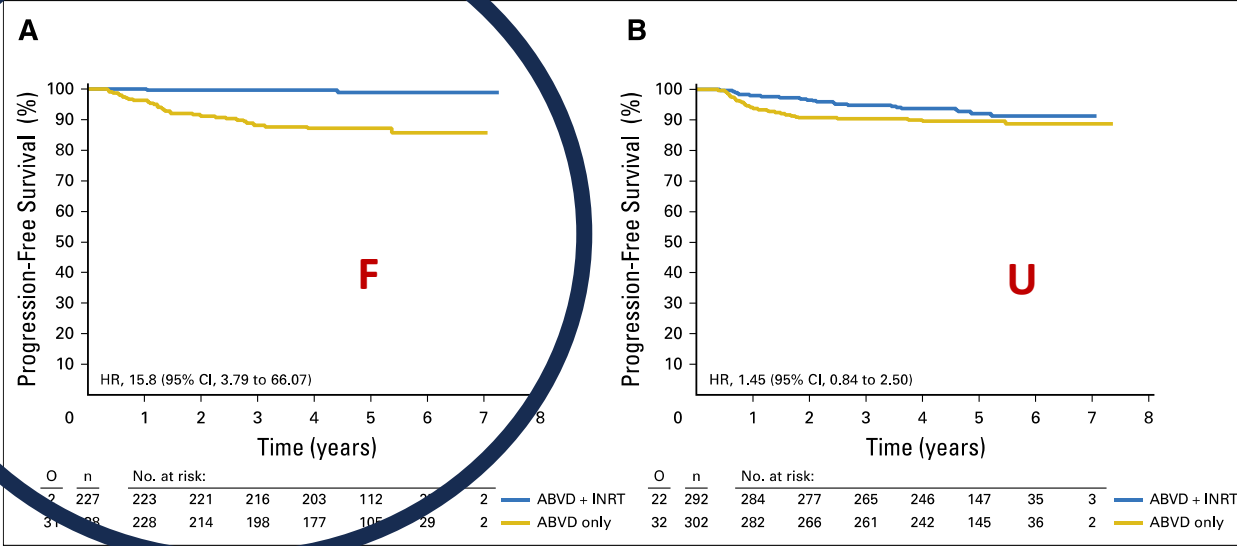 A
Progression-Free Survival (%)
100
90
80
70
60
50
40
30
20
10
F
HR, 15.8 (95% CI, 3.79 to 66.07)
0 1 2 3 4 5 6 7 8
Time (years)
O n No. at risk:
2 227 223 221 216 203 112 2 ABVD + INRT
31 228 214 198 177 105 29 2 ABVD only
B
Progression-Free Survival (%)
100
90
80
70
60
50
40
30
20
10
U
HR, 1.45 (95% CI, 0.84 to 2.50)
0 1 2 3 4 5 6 7 8
Time (years)
O n No. at risk:
22 292 284 277 265 246 147 35 3 ABVD + INRT
32 302 282 266 261 242 145 36 2 ABVD only